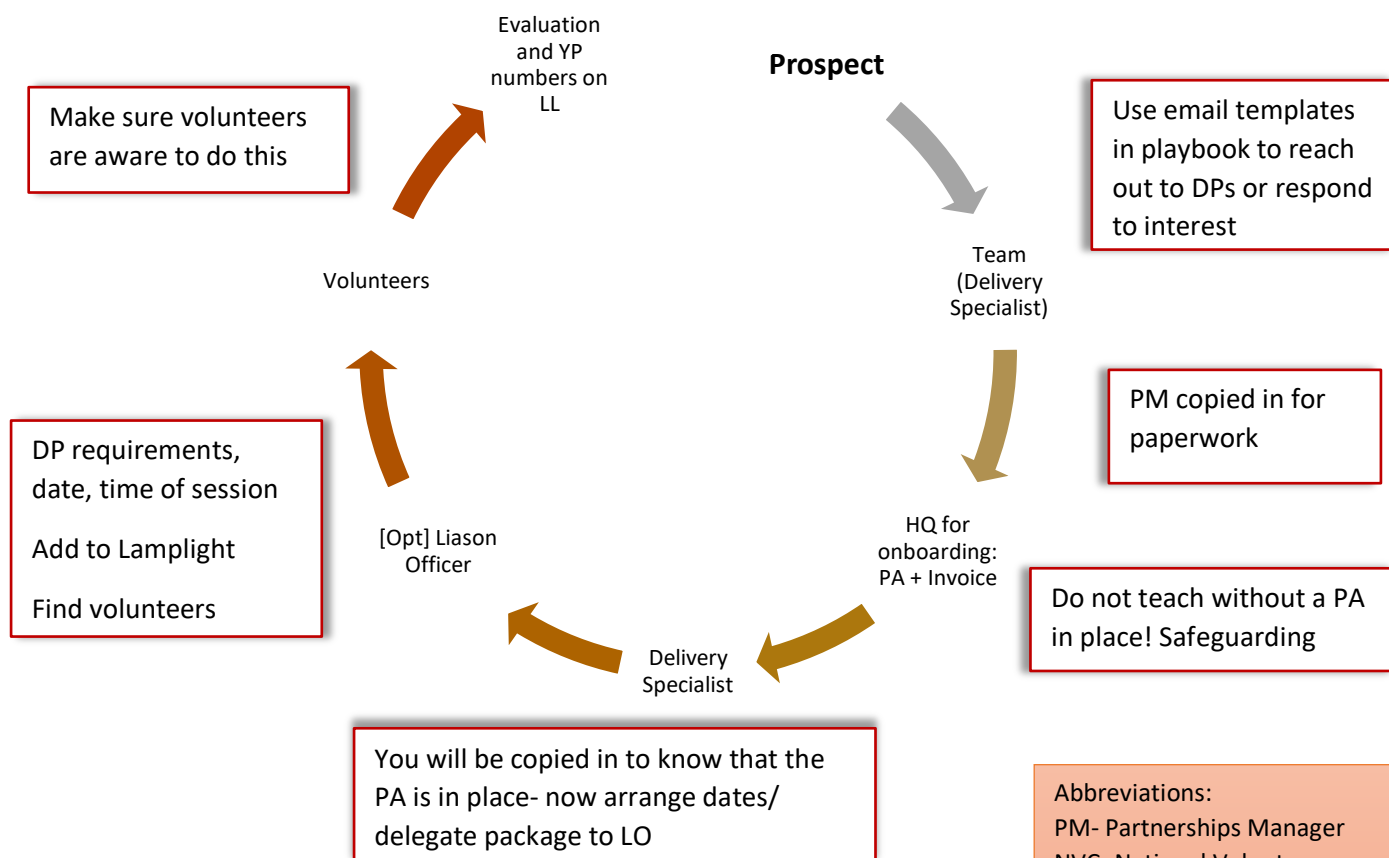 Evaluation
and YP
numbers on
LL
Prospect
Make sure volunteers
are aware to do this
Use email templates
in playbook to reach
out to DPs or respond
to interest
Team
(Delivery
Specialist)
Volunteers
PM copied in for
paperwork
DP requirements,
date, time of session
Add to Lamplight
Find volunteers
[Opt] Liason
Officer
HQ for
onboarding:
PA + Invoice
Do not teach without a PA
in place! Safeguarding
Delivery
Specialist
You will be copied in to know that the
PA is in place- now arrange dates/
delegate package to LO
Abbreviations:
PM- Partnerships Manager